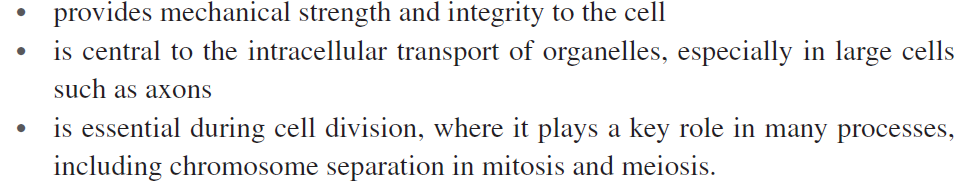 • provides mechanical strength and integrity to the cell
• is central to the intracellular transport of organelles, especially in large cells
such as axons
• is essential during cell division, where it plays a key role in many processes,
including chromosome separation in mitosis and meiosis.